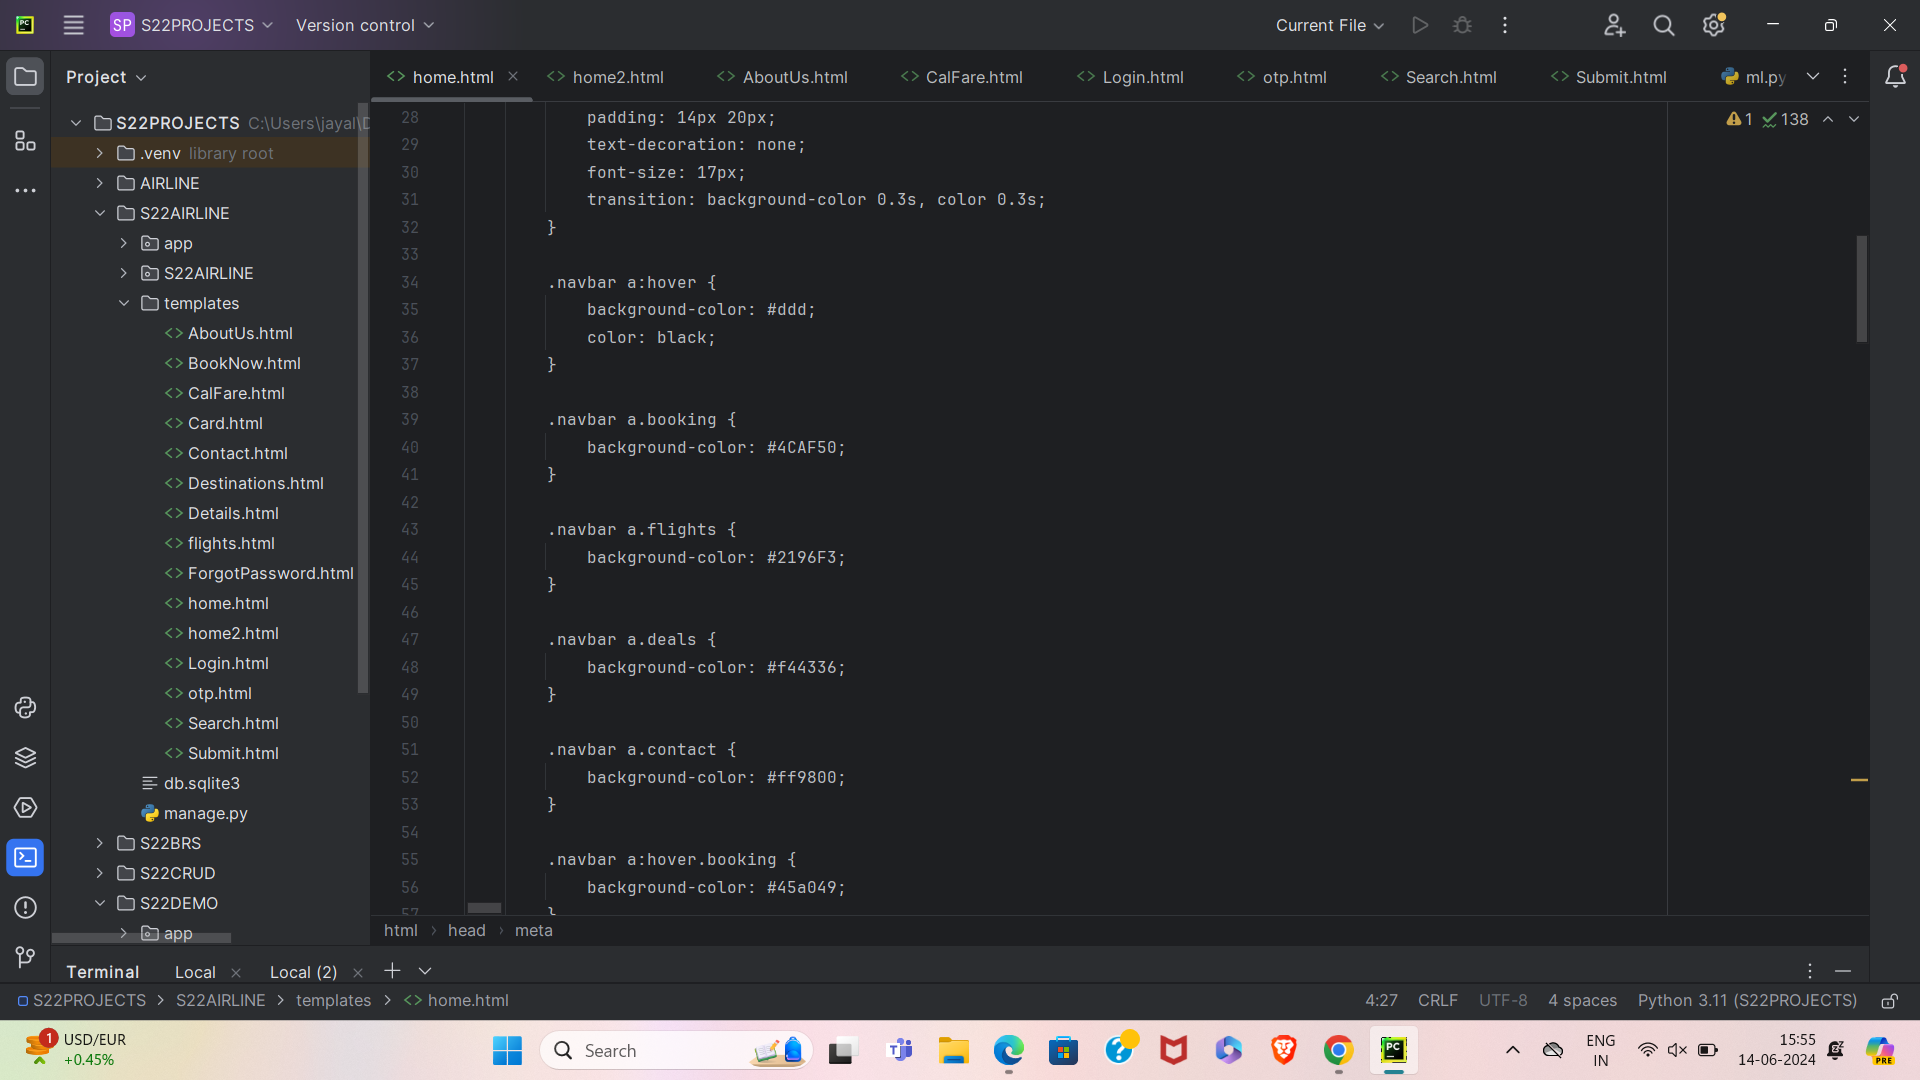 SP S22PROJECTS Version control Current File
Project
home.html home2.html AboutUs.html CalFare.html Login.html otp.html Search.html Submit.html ml.py
S22PROJECTS C:\Users\jayal\D
.venv library root
AIRLINE
S22AIRLINE
app
S22AIRLINE
templates
AboutUs.html
BookNow.html
CalFare.html
Card.html
Contact.html
Destinations.html
Details.html
flights.html
ForgotPassword.html
home.html
home2.html
Login.html
otp.html
Search.html
Submit.html
db.sqlite3
manage.py
S22BRS
S22CRUD
S22DEMO
app
1 138
28 padding: 14px 20px;
29 text-decoration: none;
30 font-size: 17px;
31 transition: background-color 0.3s, color 0.3s;
32 }
33
34 .navbar a:hover {
35 background-color: #ddd;
36 color: black;
37 }
38
39 .navbar a.booking {
40 background-color: #4CAF50;
41 }
42
43 .navbar a.flights {
44 background-color: #2196F3;
45 }
46
47 .navbar a.deals {
48 background-color: #f44336;
49 }
50
51 .navbar a.contact {
52 background-color: #ff9800;
53 }
54
55 .navbar a:hover.booking {
56 background-color: #45a049;
57 }
html > head > meta
Terminal Local Local (2)
S22PROJECTS > S22AIRLINE > templates > home.html 4:27 CRLF UTF-8 4 spaces Python 3.11 (S22PROJECTS)
1 USD/EUR
+0.45%
Search
PC
ENG
IN
15:55
14-06-2024
PRE